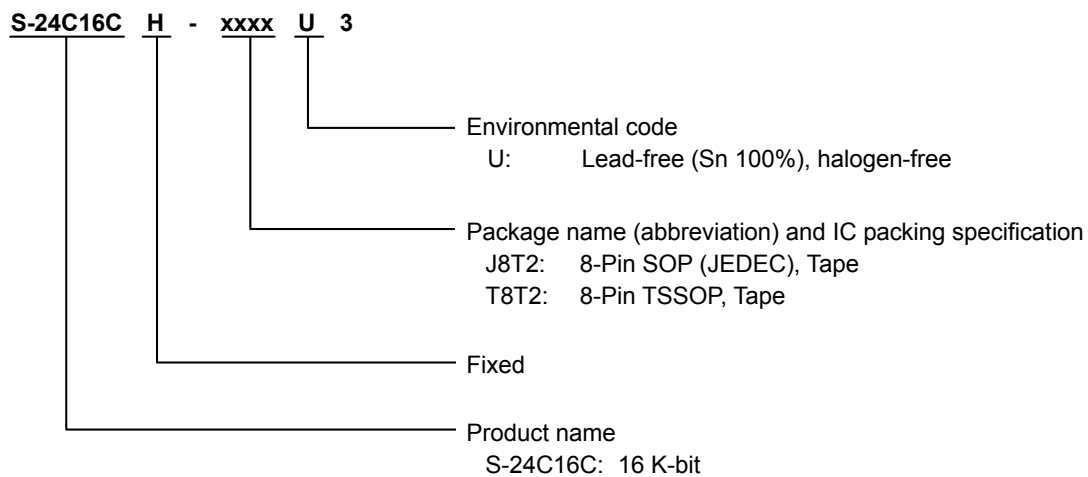 S-24C16C H - xxxx U 3
Environmental code
U: Lead-free (Sn 100%), halogen-free
Package name (abbreviation) and IC packing specification
J8T2: 8-Pin SOP (JEDEC), Tape
T8T2: 8-Pin TSSOP, Tape
Fixed
Product name
S-24C16C: 16 K-bit